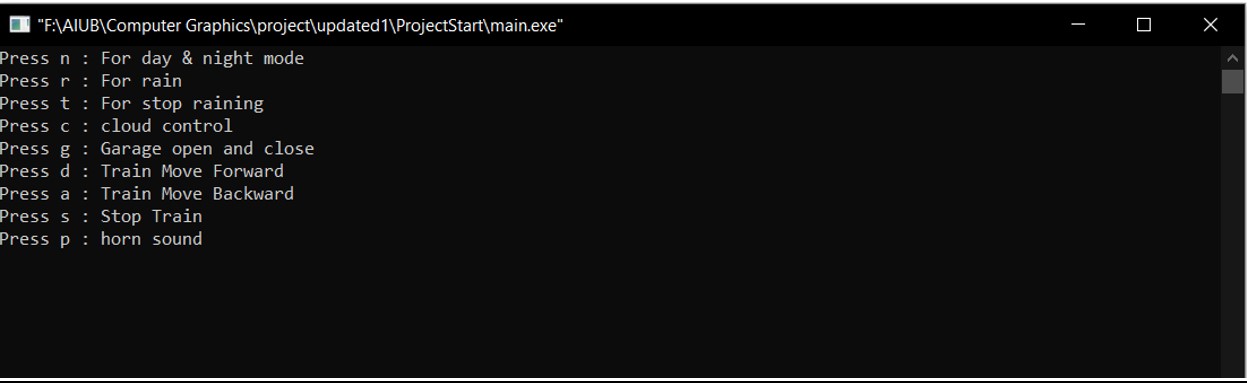 "F:\AIUB\Computer Graphics\project\updated1\ProjectStart\main.exe"
Press n : For day & night mode
Press r : For rain
Press t : For stop raining
Press c : cloud control
Press g : Garage open and close
Press d : Train Move Forward
Press a : Train Move Backward
Press s : Stop Train
Press p : horn sound